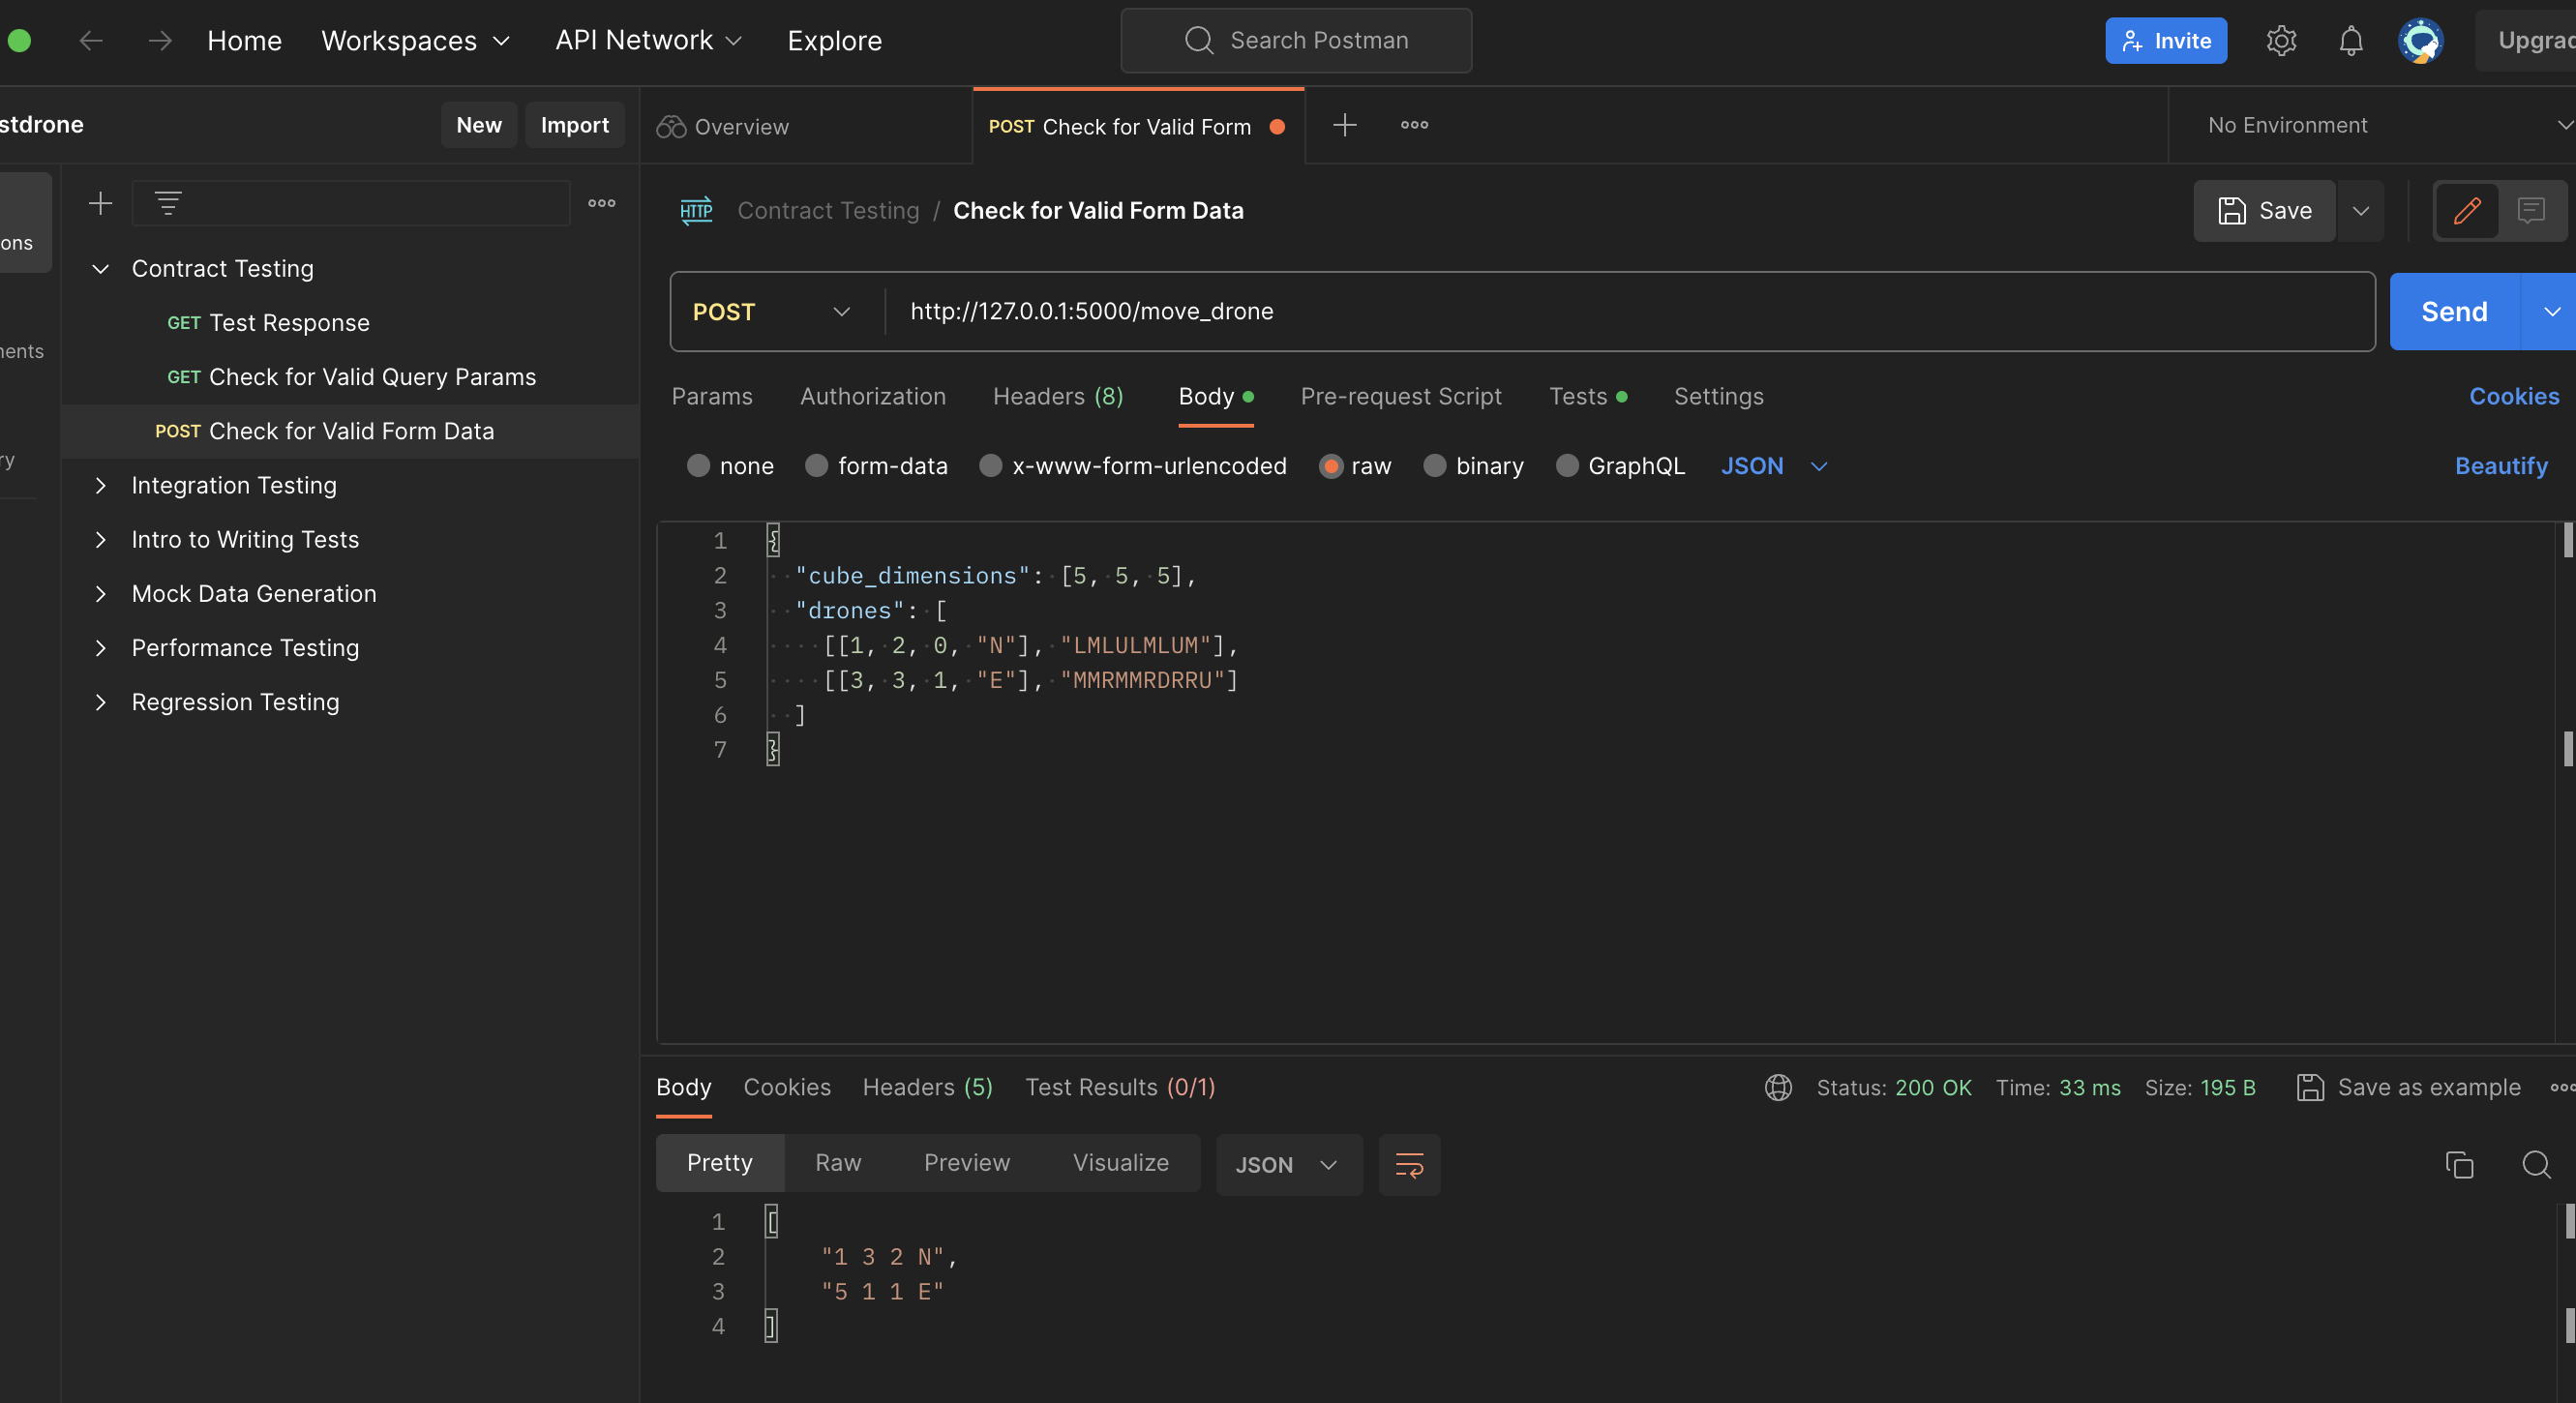 Home Workspaces API Network Explore Search Postman Invite Upgrad
stdrone New Import Overview POST Check for Valid Form No Environment
ons
nents
ry
Contract Testing
GET Test Response
GET Check for Valid Query Params
POST Check for Valid Form Data
Integration Testing
Intro to Writing Tests
Mock Data Generation
Performance Testing
Regression Testing
HTTP Contract Testing / Check for Valid Form Data Save
POST http://127.0.0.1:5000/move_drone Send
Params Authorization Headers (8) Body Pre-request Script Tests Settings Cookies
none form-data x-www-form-urlencoded raw binary GraphQL JSON Beautify
1 {
2 "cube_dimensions": [5, 5, 5],
3 "drones": [
4 [[1, 2, 0, "N"], "LMLULMLUM"],
5 [[3, 3, 1, "E"], "MMRMMRDRRU"]
6 ]
7 }
Body Cookies Headers (5) Test Results (0/1) Status: 200 OK Time: 33 ms Size: 195 B Save as example
Pretty Raw Preview Visualize JSON
1 [
2 "1 3 2 N",
3 "5 1 1 E"
4 ]